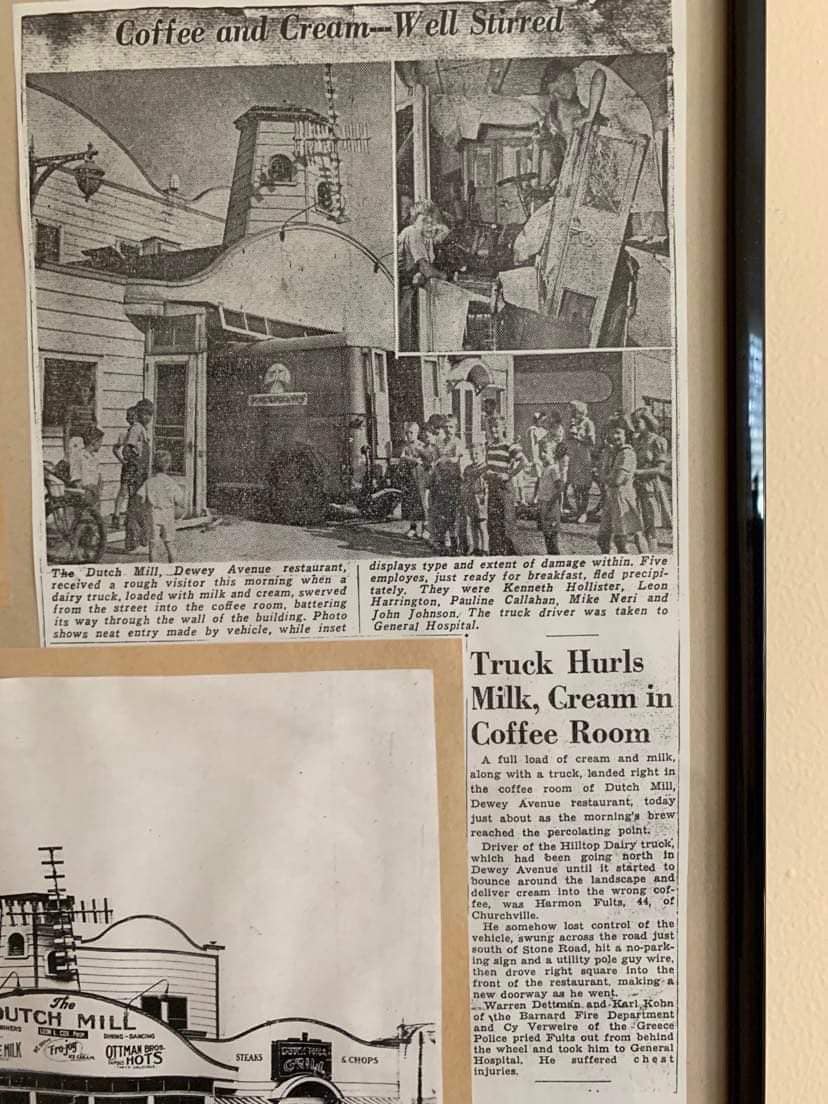 Coffee and Cream--Well Stirred
The Dutch Mill, Dewey Avenue restaurant,
received a rough visitor this morning when a
dairy truck, loaded with milk and cream, swerved
from the street into the coffee room, battering
its way through the wall of the building. Photo
shows neat entry made by vehicle, while inset
displays type and extent of damage within. Five
employes, just ready for breakfast, fled precipi-
tately. They were Kenneth Hollister, Leon
Harrington, Pauline Callahan, Mike Neri and
John Johnson. The truck driver was taken to
General Hospital.
Truck Hurls
Milk, Cream in
Coffee Room
A full load of cream and milk,
along with a truck, landed right in
the coffee room of Dutch Mill,
Dewey Avenue restaurant, today
just about as the morning's brew
reached the percolating point.
Driver of the Hilltop Dairy truck,
which had been going north in
Dewey Avenue until it started to
bounce around the landscape and
deliver cream into the wrong cof-
fee, was Harmon Fults, 44, of
Churchville.
He somehow lost control of the
vehicle, swung across the road just
south of Stone Road, hit a no-park-
ing sign and a utility pole guy wire,
then drove right square into the
front of the restaurant, making a
new doorway as he went.
Warren Dettman and Karl Kohn
of the Barnard Fire Department
and Cy Verweire of the Greece
Police pried Fults out from behind
the wheel and took him to General
Hospital. He suffered chest
injuries.
The
DUTCH MILL
DINING - DANCING
MILK
Frojoy
ICE CREAM
OTTMAN BROS.
HOTS
STEAKS
DUTCH MILL
GRILL
& CHOPS